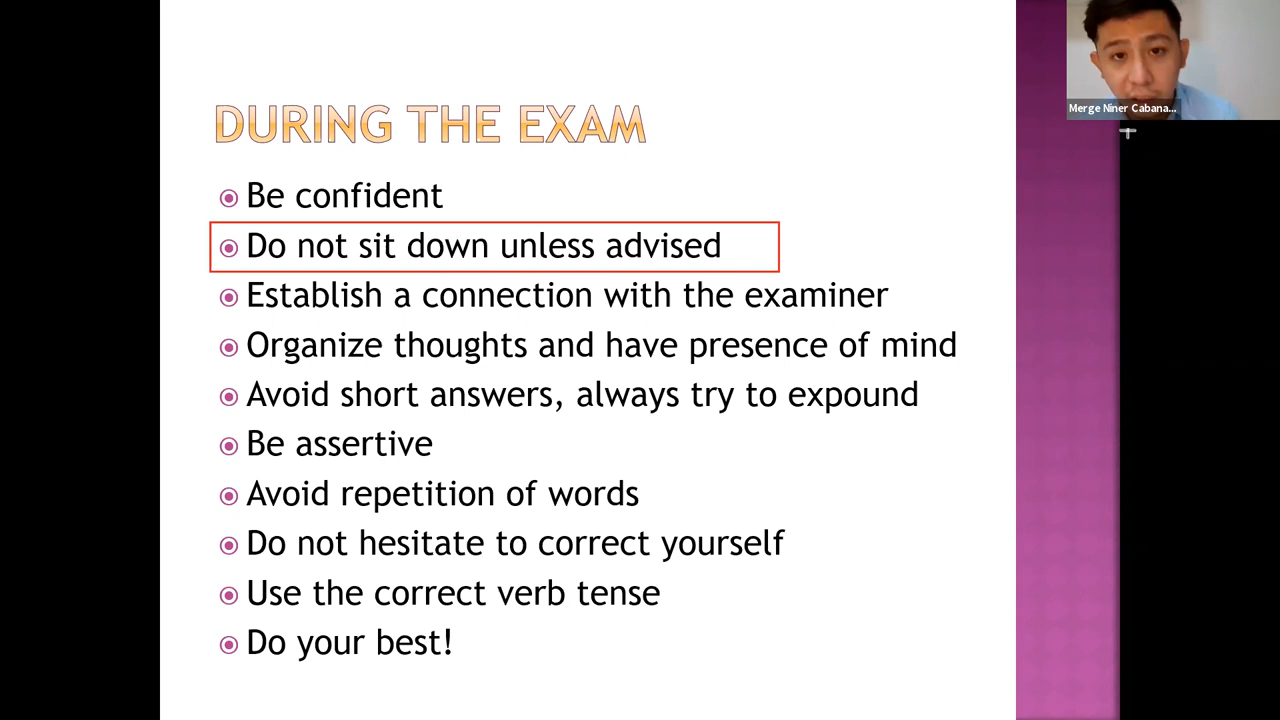 DURING THE EXAM
Be confident
Do not sit down unless advised
Establish a connection with the examiner
Organize thoughts and have presence of mind
Avoid short answers, always try to expound
Be assertive
Avoid repetition of words
Do not hesitate to correct yourself
Use the correct verb tense
Do your best!
Merge Niner Cabana...